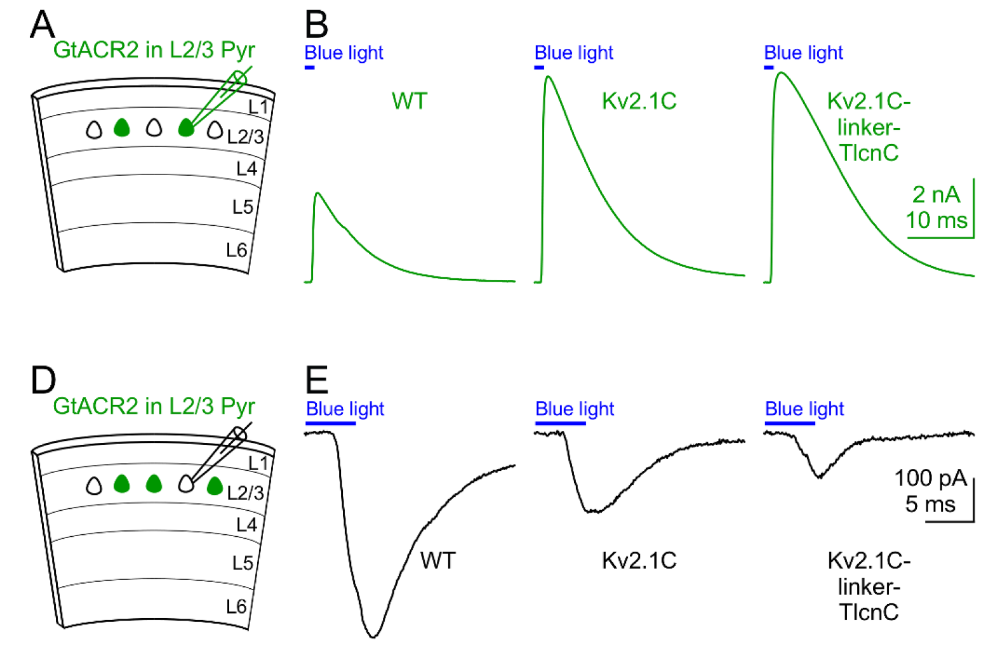 A
GtACR2 in L2/3 Pyr
L1
L2/3
L4
L5
L6
B
Blue light
WT
Blue light
Kv2.1C
Blue light
Kv2.1C-
linker-
TlcnC
2 nA
10 ms
D
GtACR2 in L2/3 Pyr
L1
L2/3
L4
L5
L6
E
Blue light
WT
Blue light
Kv2.1C
Blue light
100 pA
5 ms
Kv2.1C-
linker-
TlcnC